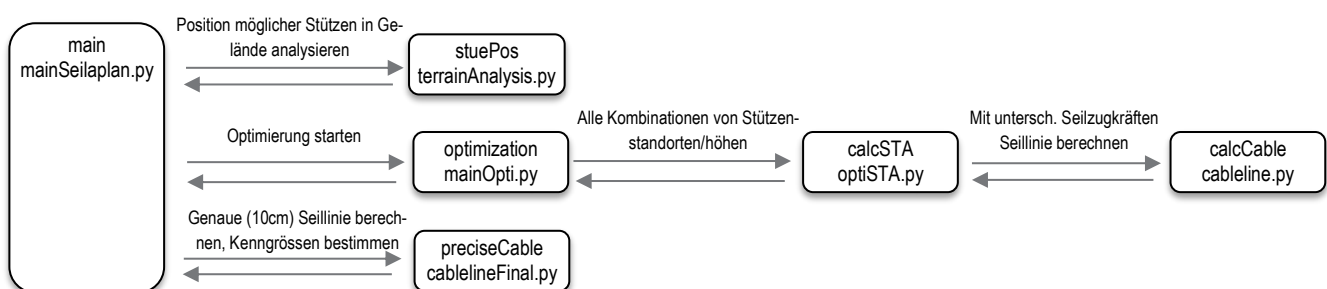 main
mainSeilaplan.py
Position möglicher Stützen in Ge-
lände analysieren
stuePos
terrainAnalysis.py
Optimierung starten
optimization
mainOpti.py
Alle Kombinationen von Stützen-
standorten/höhen
calcSTA
optiSTA.py
Mit untersch. Seilzugkräften
Seillinie berechnen
calcCable
cableline.py
Genaue (10cm) Seillinie berech-
nen, Kenngrössen bestimmen
preciseCable
cablelineFinal.py